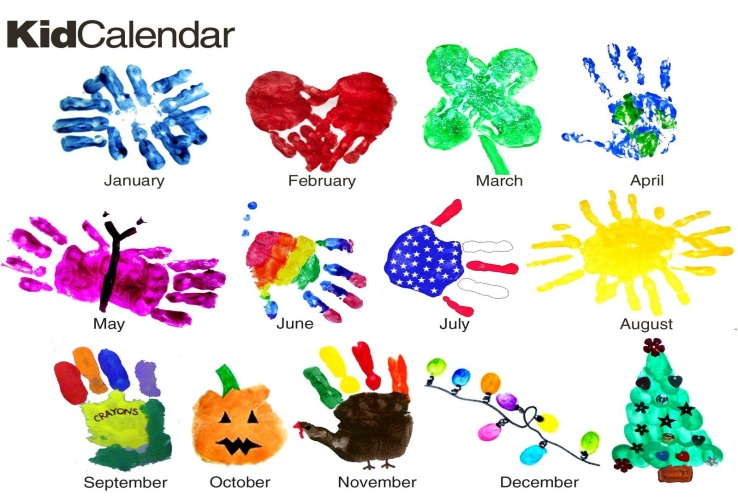 KidCalendar
January
February
March
April
May
June
July
August
CRAYONS
September
October
November
December